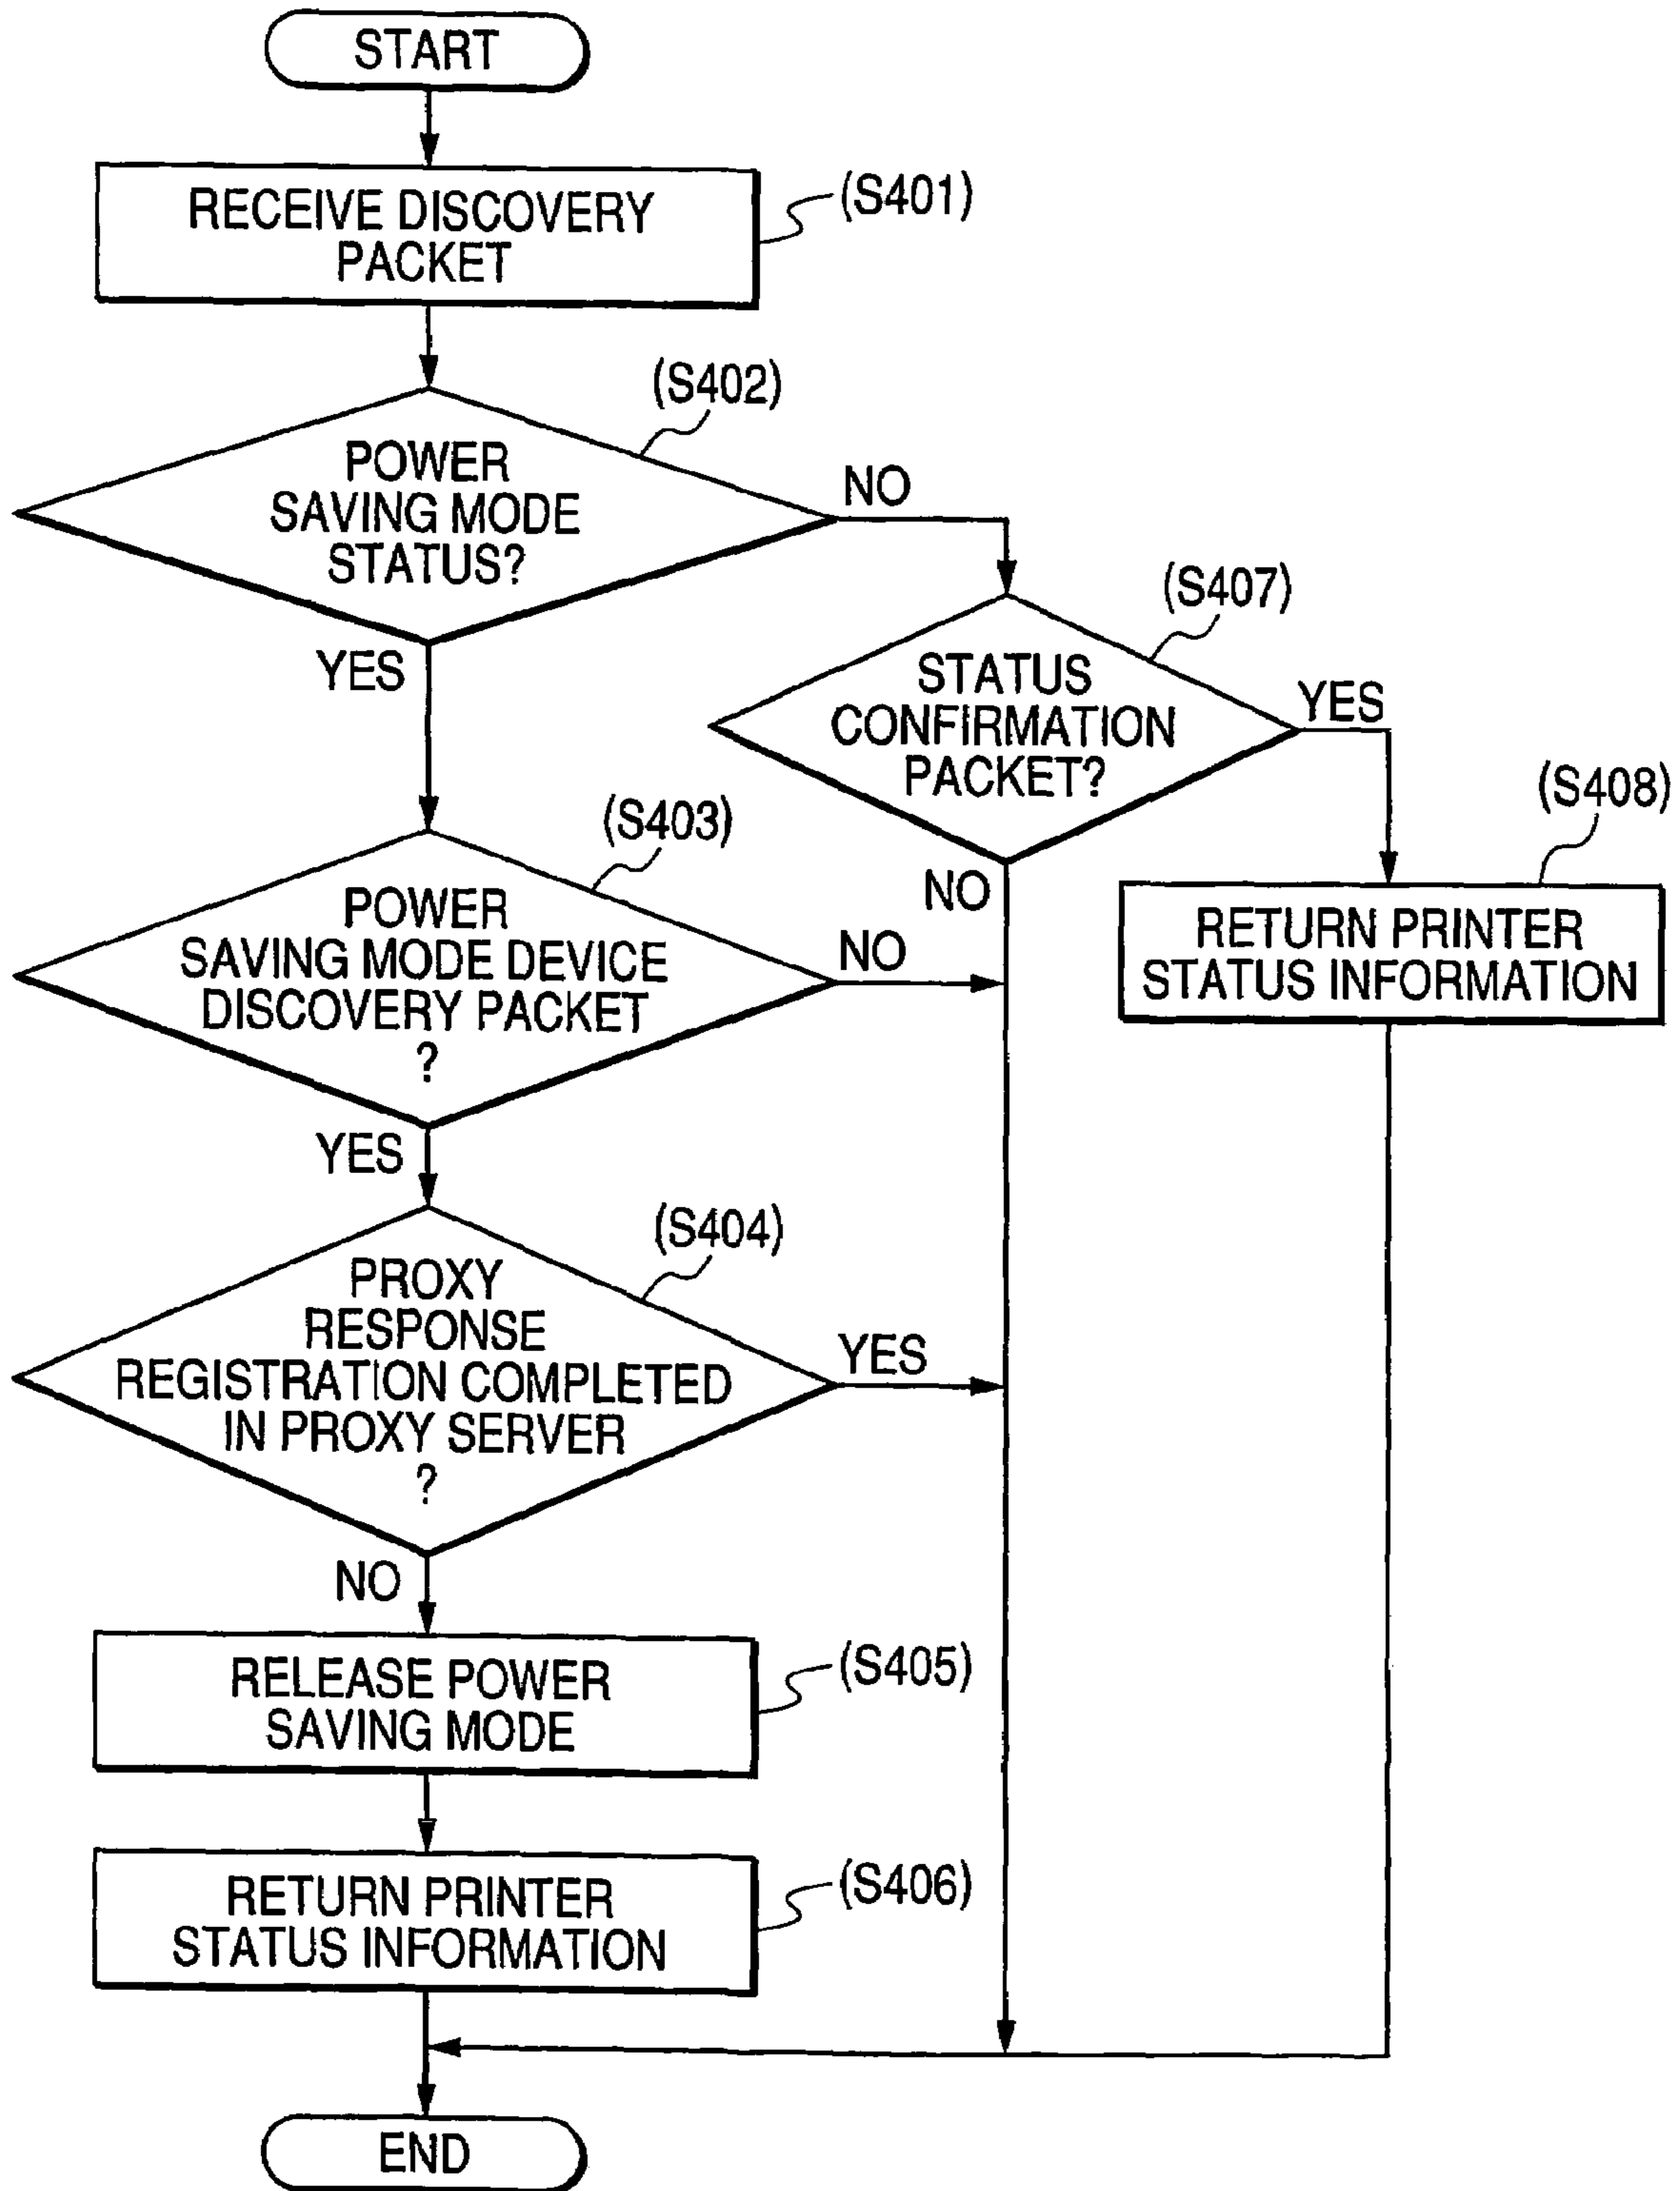 START
RECEIVE DISCOVERY
PACKET
(S401)
POWER
SAVING MODE
STATUS?
(S402)
NO
YES
STATUS
CONFIRMATION
PACKET?
(S407)
YES
NO
RETURN PRINTER
STATUS INFORMATION
(S408)
POWER
SAVING MODE DEVICE
DISCOVERY PACKET
?
(S403)
NO
YES
PROXY
RESPONSE
REGISTRATION COMPLETED
IN PROXY SERVER
?
(S404)
YES
NO
RELEASE POWER
SAVING MODE
(S405)
RETURN PRINTER
STATUS INFORMATION
(S406)
END